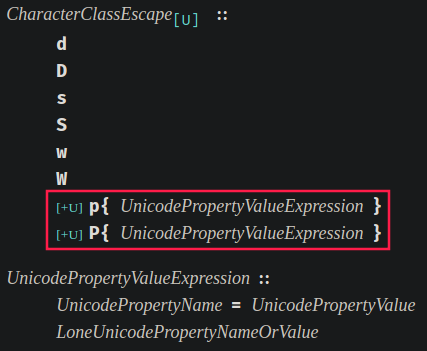 CharacterClassEscape[U] ::
d
D
s
S
w
W
[+U] p{ UnicodePropertyValueExpression }
[+U] P{ UnicodePropertyValueExpression }
UnicodePropertyValueExpression ::
UnicodePropertyName = UnicodePropertyValue
LoneUnicodePropertyNameOrValue